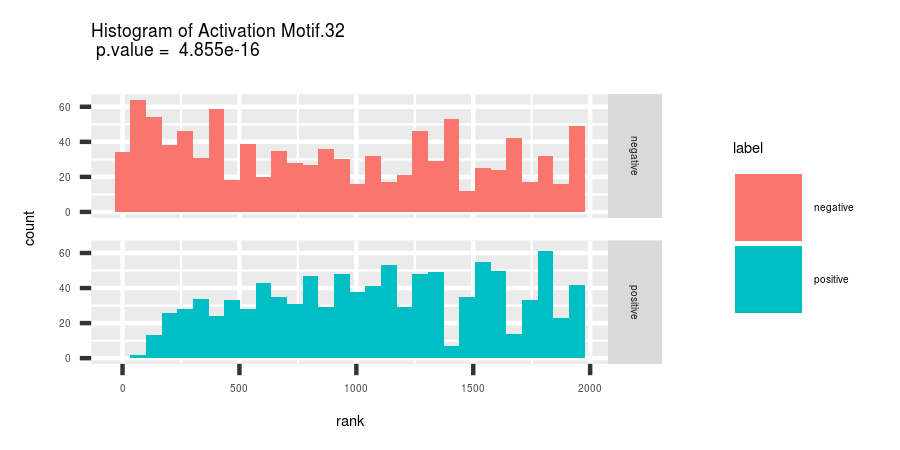 Histogram of Activation Motif.32
p.value = 4.855e-16
count
60
40
20
0
negative
60
40
20
0
positive
0 500 1000 1500 2000
rank
label
negative
positive